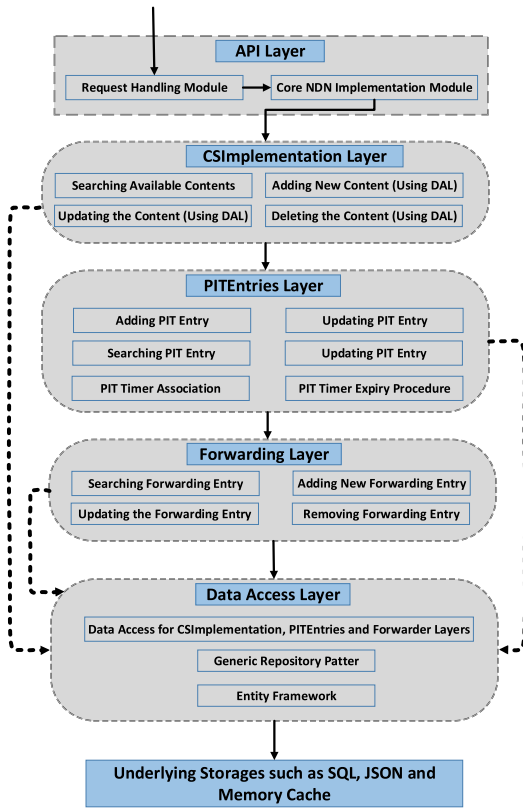 API Layer
Request Handling Module
Core NDN Implementation Module
CSImplementation Layer
Searching Available Contents
Adding New Content (Using DAL)
Updating the Content (Using DAL)
Deleting the Content (Using DAL)
PITEntries Layer
Adding PIT Entry
Updating PIT Entry
Searching PIT Entry
Updating PIT Entry
PIT Timer Association
PIT Timer Expiry Procedure
Forwarding Layer
Searching Forwarding Entry
Adding New Forwarding Entry
Updating the Forwarding Entry
Removing Forwarding Entry
Data Access Layer
Data Access for CSImplementation, PITEntries and Forwarder Layers
Generic Repository Patter
Entity Framework
Underlying Storages such as SQL, JSON and
Memory Cache